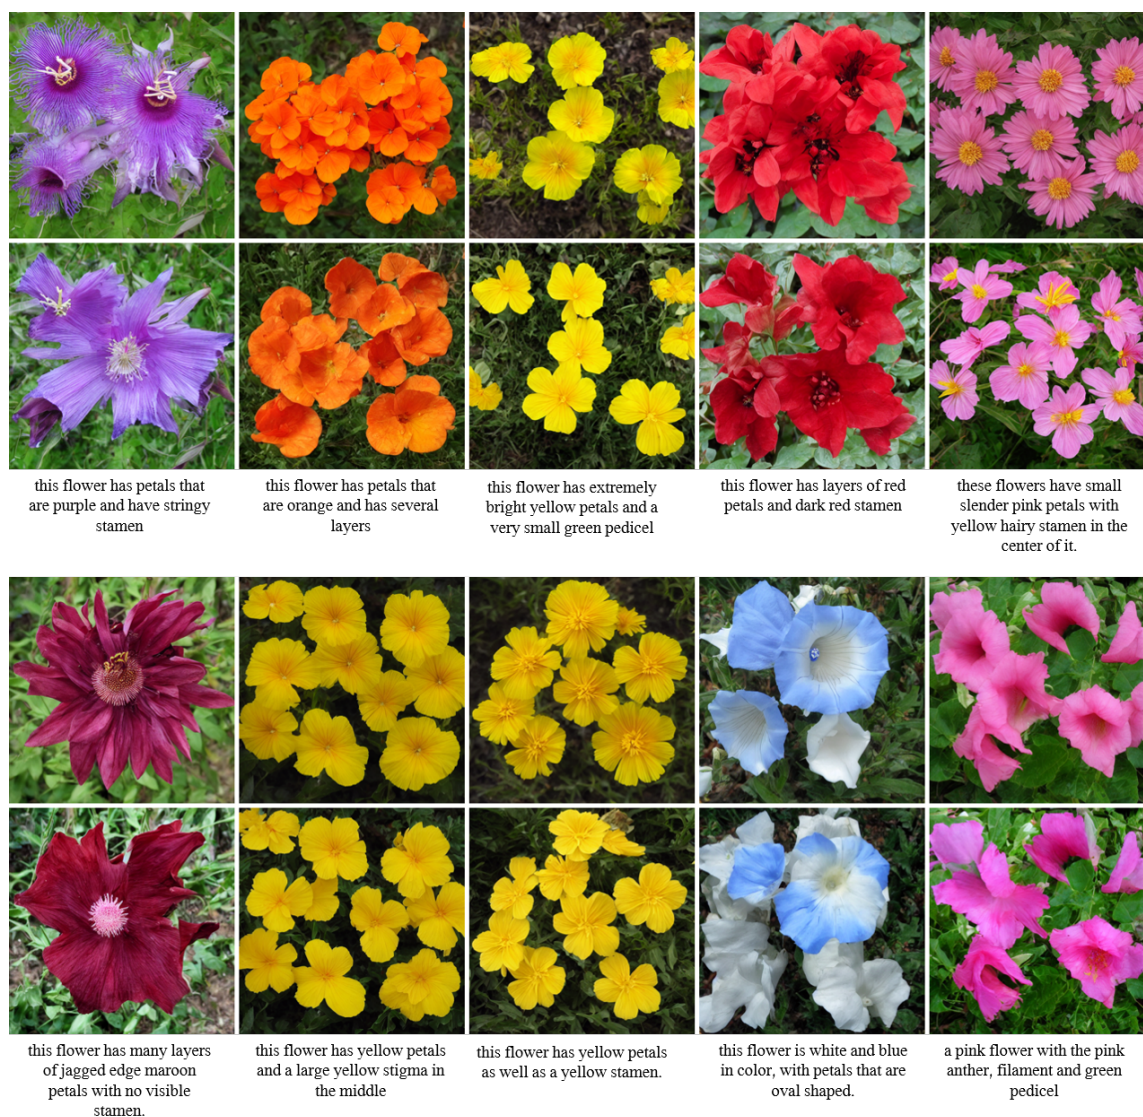 this flower has petals that
are purple and have stringy
stamen
this flower has petals that
are orange and has several
layers
this flower has extremely
bright yellow petals and a
very small green pedicel
this flower has layers of red
petals and dark red stamen
these flowers have small
slender pink petals with
yellow hairy stamen in the
center of it.
this flower has many layers
of jagged edge maroon
petals with no visible
stamen.
this flower has yellow petals
and a large yellow stigma in
the middle
this flower has yellow petals
as well as a yellow stamen.
this flower is white and blue
in color, with petals that are
oval shaped.
a pink flower with the pink
anther, filament and green
pedicel